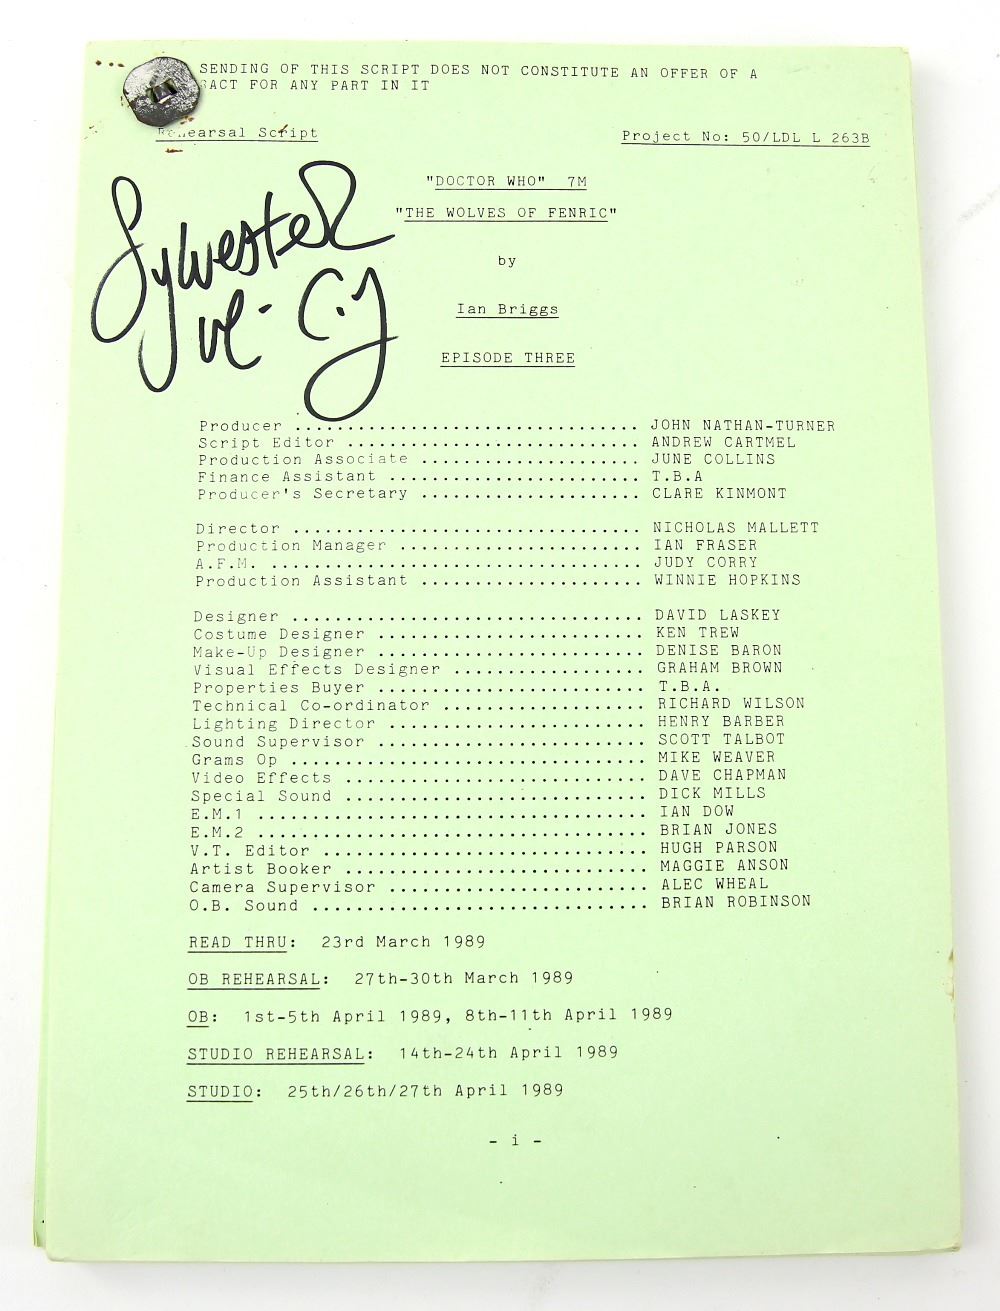 SENDING OF THIS SCRIPT DOES NOT CONSTITUTE AN OFFER OF A
FOR ANY PART IN IT
Rehearsal Script
Project No: 50/LDL L 263B
"DOCTOR WHO" 7M
"THE WOLVES OF FENRIC"
by
Ian Briggs
EPISODE THREE
Sylvester
Mc C.y
Producer ................................ JOHN NATHAN-TURNER
Script Editor ........................... ANDREW CARTMEL
Production Associate .................... JUNE COLLINS
Finance Assistant ....................... T.B.A
Producer's Secretary .................... CLARE KINMONT
Director ................................ NICHOLAS MALLETT
Production Manager ...................... IAN FRASER
A.F.M. .................................. JUDY CORRY
Production Assistant .................... WINNIE HOPKINS
Designer ................................ DAVID LASKEY
Costume Designer ........................ KEN TREW
Make-Up Designer ........................ DENISE BARON
Visual Effects Designer ................. GRAHAM BROWN
Properties Buyer ........................ T.B.A.
Technical Co-ordinator .................. RICHARD WILSON
Lighting Director ....................... HENRY BARBER
Sound Supervisor ........................ SCOTT TALBOT
Grams Op ................................ MIKE WEAVER
Video Effects ........................... DAVE CHAPMAN
Special Sound ........................... DICK MILLS
E.M.1 ................................... IAN DOW
E.M.2 ................................... BRIAN JONES
V.T. Editor ............................. HUGH PARSON
Artist Booker ........................... MAGGIE ANSON
Camera Supervisor ....................... ALEC WHEAL
O.B. Sound .............................. BRIAN ROBINSON
READ THRU: 23rd March 1989
OB REHEARSAL: 27th-30th March 1989
OB: 1st-5th April 1989, 8th-11th April 1989
STUDIO REHEARSAL: 14th-24th April 1989
STUDIO: 25th/26th/27th April 1989
- i -